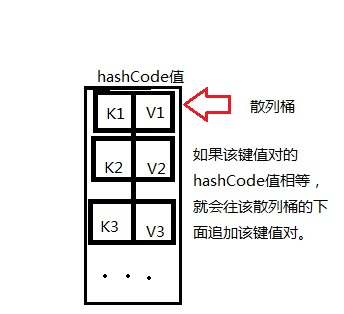 hashCode值
K1 V1
散列桶
K2 V2
如果该键值对的
hashCode值相等，
就会往该散列桶的下
面追加该键值对。
K3 V3
...